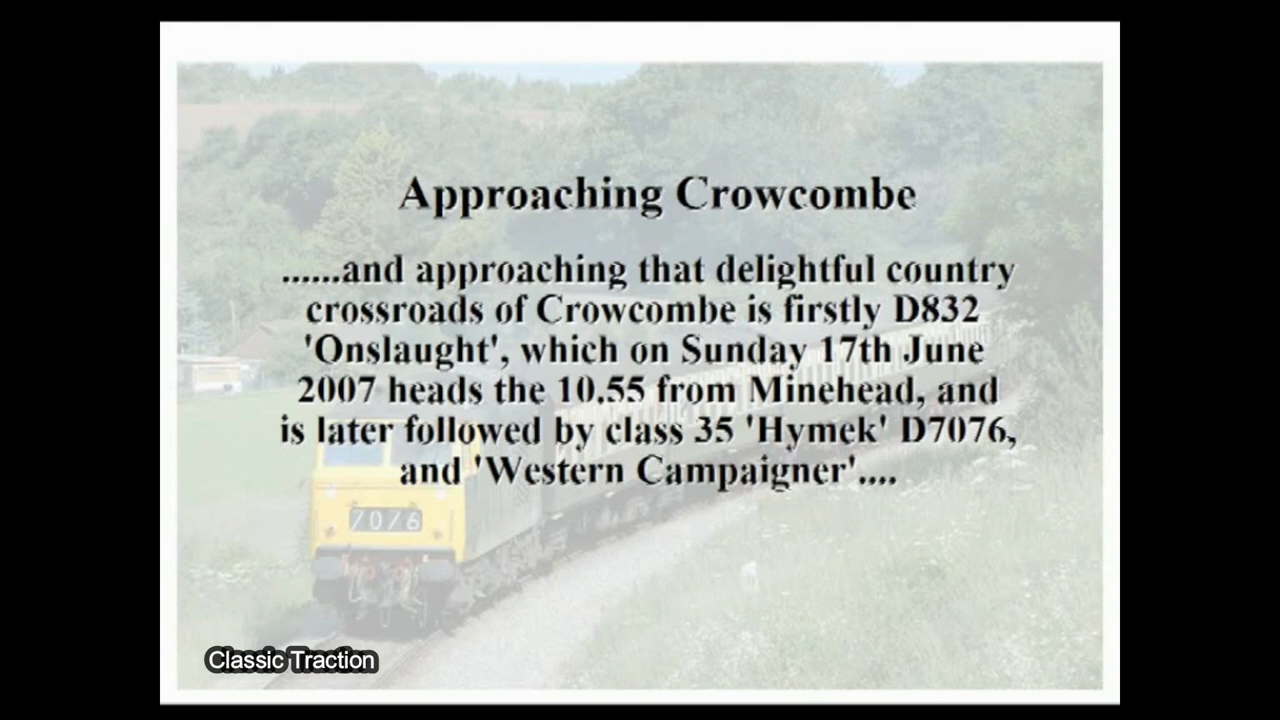 Approaching Crowcombe
......and approaching that delightful country
crossroads of Crowcombe is firstly D832
'Onslaught', which on Sunday 17th June
2007 heads the 10.55 from Minehead, and
is later followed by class 35 'Hymek' D7076,
and 'Western Campaigner'....
7076
Classic Traction